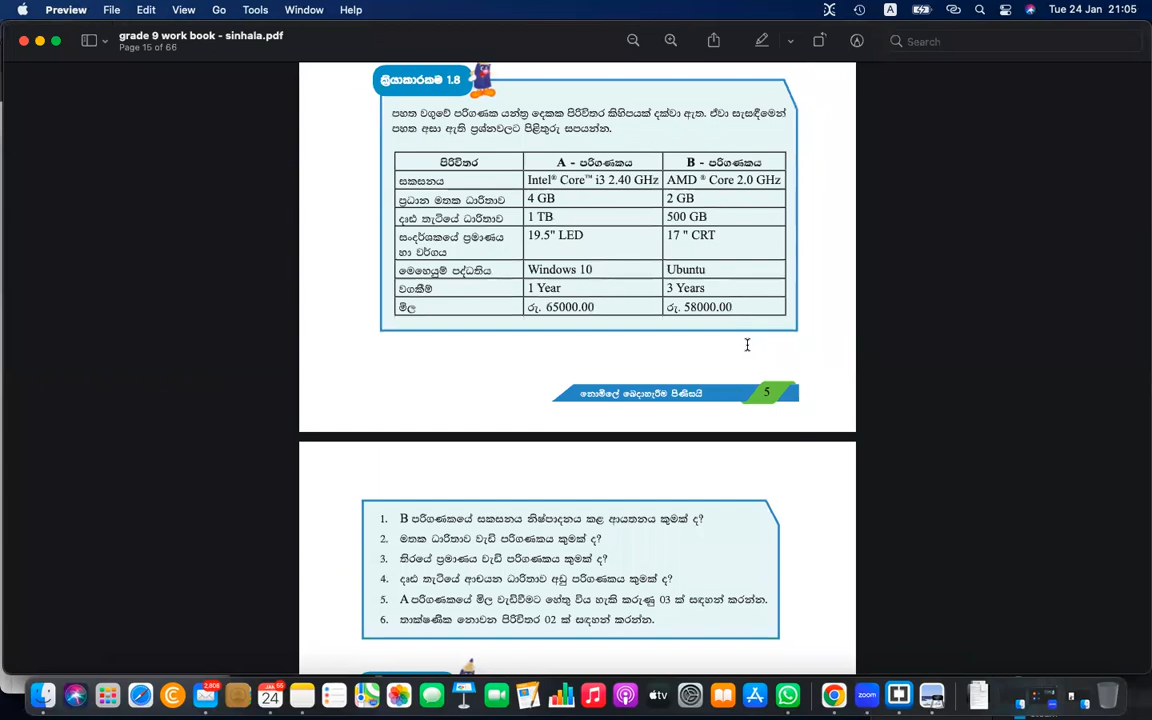 Preview File Edit View Go Tools Window Help A Tue 24 Jan 21:05
grade 9 work book - sinhala.pdf
Page 15 of 66
Search
ක්‍රියාකාරකම 1.8
පහත වගුවේ පරිගණක යන්ත්‍ර දෙකක පිරිවිතර කිහිපයක් දක්වා ඇත. ඒවා සැසඳීමෙන්
පහත අසා ඇති ප්‍රශ්නවලට පිළිතුරු සපයන්න.
පිරිවිතර A - පරිගණකය B - පරිගණකය
සකසනය Intel® Core™ i3 2.40 GHz AMD ® Core 2.0 GHz
ප්‍රධාන මතක ධාරිතාව 4 GB 2 GB
දෘඪ තැටියේ ධාරිතාව 1 TB 500 GB
සංදර්ශකයේ ප්‍රමාණය 19.5" LED 17 " CRT
හා වර්ගය
මෙහෙයුම් පද්ධතිය Windows 10 Ubuntu
වගකීම් 1 Year 3 Years
මිල රු. 65000.00 රු. 58000.00
නොමිලේ බෙදාහැරීම පිණිසයි 5
1. B පරිගණකයේ සකසනය නිෂ්පාදනය කළ ආයතනය කුමක් ද?
2. මතක ධාරිතාව වැඩි පරිගණකය කුමක් ද?
3. තිරයේ ප්‍රමාණය වැඩි පරිගණකය කුමක් ද?
4. දෘඪ තැටියේ ආචයන ධාරිතාව අඩු පරිගණකය කුමක් ද?
5. A පරිගණකයේ මිල වැඩිවීමට හේතු විය හැකි කරුණු 03 ක් සඳහන් කරන්න.
6. තාක්ෂණික නොවන පිරිවිතර 02 ක් සඳහන් කරන්න.
2,808
JAN
24
tv
zoom